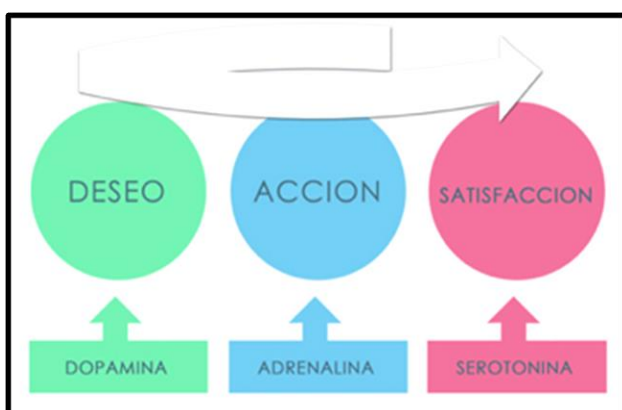 DESEO
ACCION
SATISFACCION
DOPAMINA
ADRENALINA
SEROTONINA